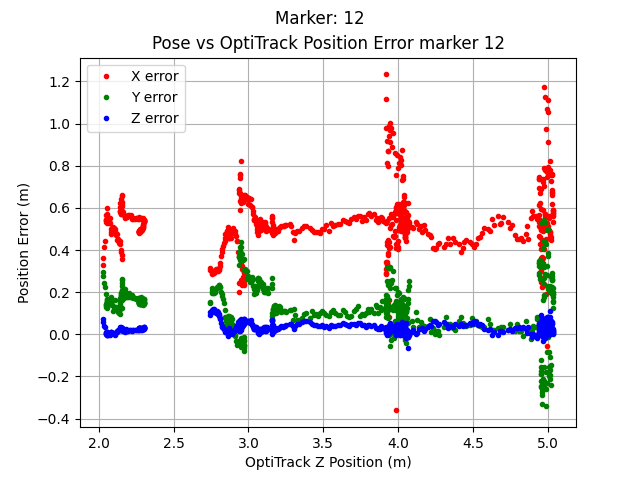 Marker: 12
Pose vs OptiTrack Position Error marker 12
X error
Y error
Z error
Position Error (m)
1.2
1.0
0.8
0.6
0.4
0.2
0.0
−0.2
−0.4
2.0 2.5 3.0 3.5 4.0 4.5 5.0
OptiTrack Z Position (m)